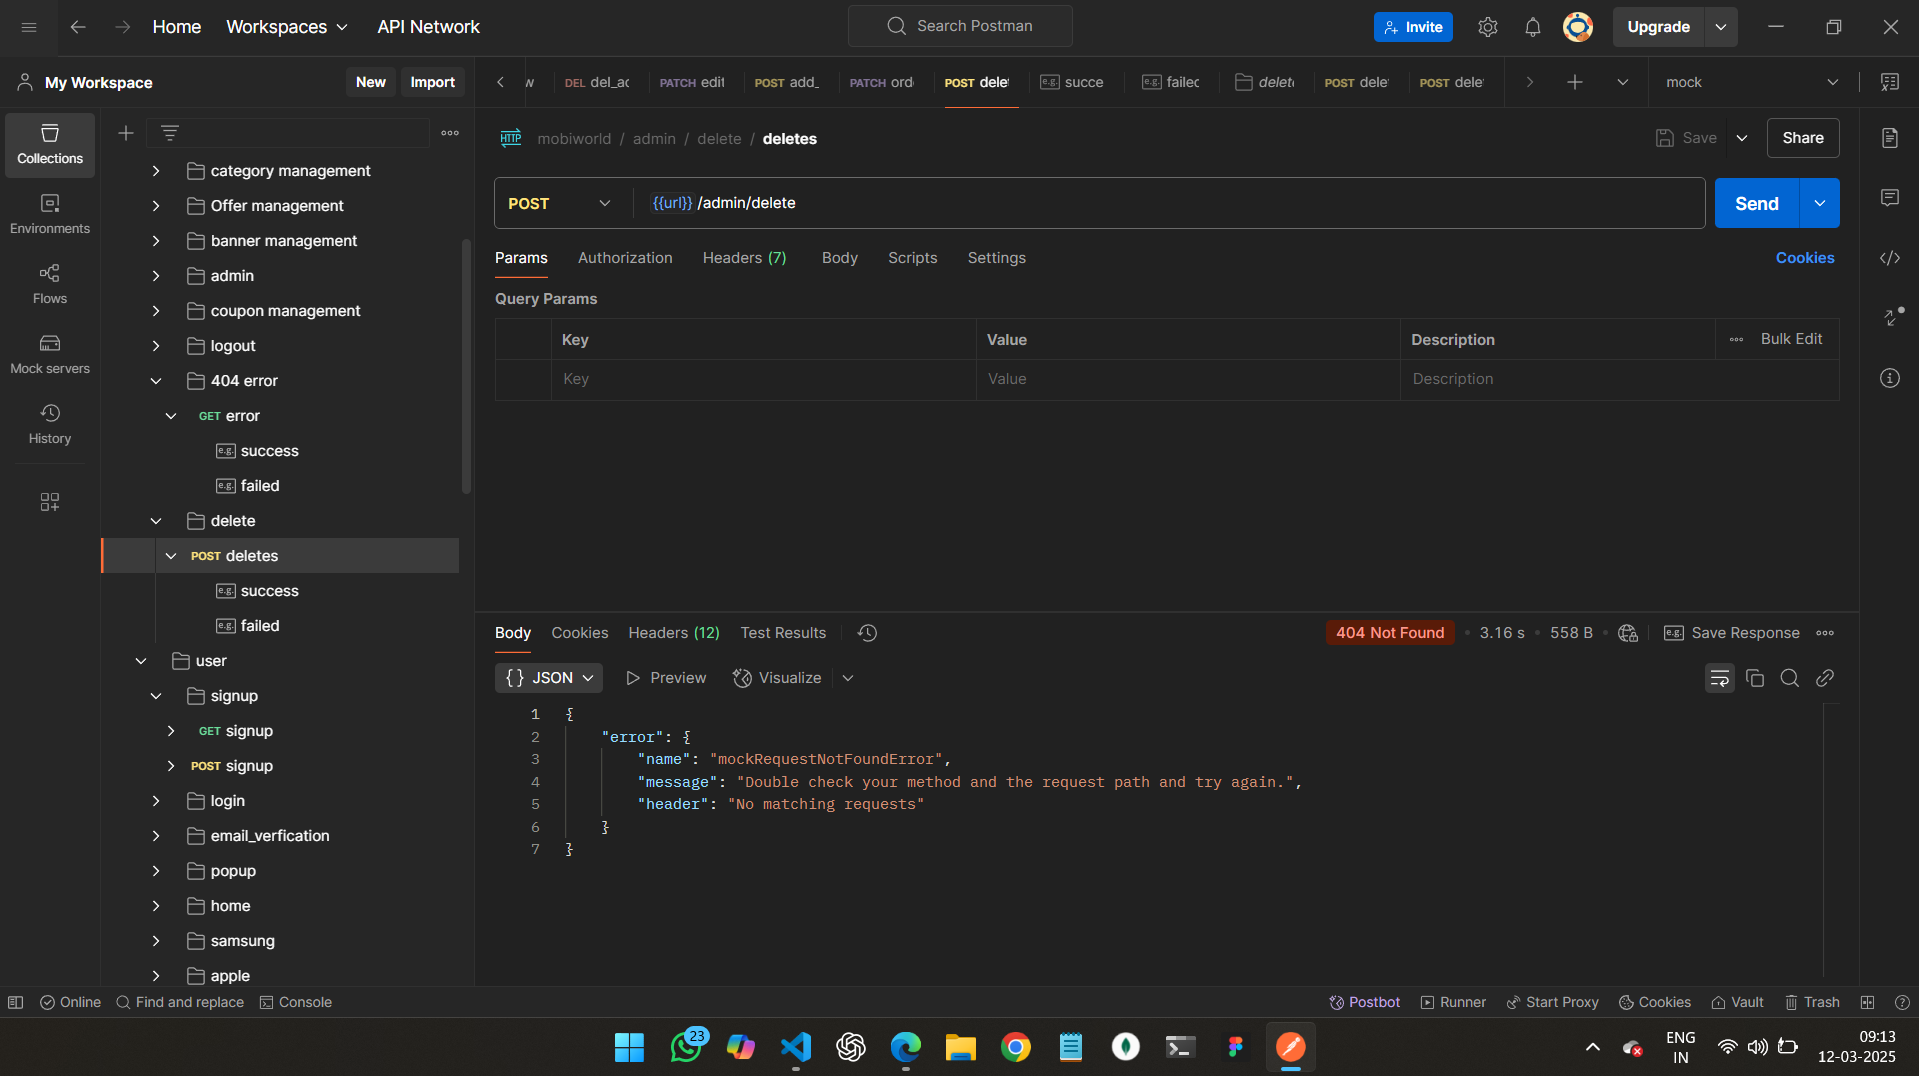 Home
Workspaces
API Network
Search Postman
Invite
Upgrade
My Workspace
New
Import
DEL del_ac
PATCH edit
POST add_
PATCH ord
POST dele
e.g. succe
e.g. failed
delete
POST dele
POST dele
mock
Collections
Environments
Flows
Mock servers
History
category management
Offer management
banner management
admin
coupon management
logout
404 error
GET error
e.g. success
e.g. failed
delete
POST deletes
e.g. success
e.g. failed
user
signup
GET signup
POST signup
login
email_verfication
popup
home
samsung
apple
HTTP mobiworld / admin / delete / deletes
Save
Share
POST
{{url}} /admin/delete
Send
Params
Authorization
Headers (7)
Body
Scripts
Settings
Cookies
Query Params
Key
Value
Description
Bulk Edit
Key
Value
Description
Body
Cookies
Headers (12)
Test Results
404 Not Found
3.16 s
558 B
e.g. Save Response
{} JSON
Preview
Visualize
1 {
2 "error": {
3 "name": "mockRequestNotFoundError",
4 "message": "Double check your method and the request path and try again.",
5 "header": "No matching requests"
6 }
7 }
Online
Find and replace
Console
Postbot
Runner
Start Proxy
Cookies
Vault
Trash
23
ENG
IN
09:13
12-03-2025